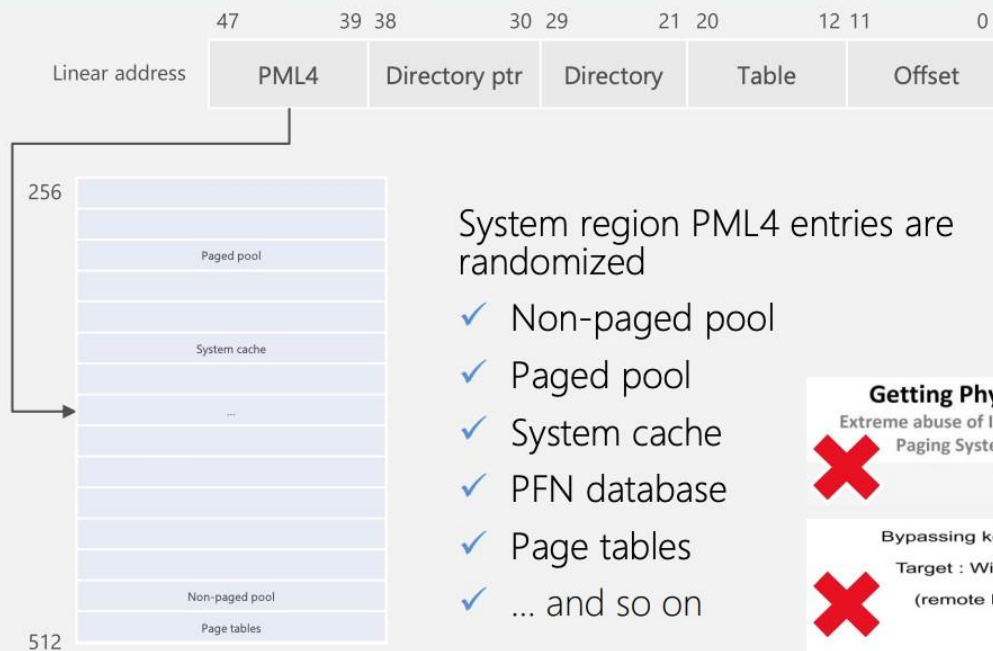 47 39 38 30 29 21 20 12 11 0
Linear address PML4 Directory ptr Directory Table Offset
256
Paged pool
System cache
...
Non-paged pool
Page tables
512
System region PML4 entries are
randomized
✓ Non-paged pool
✓ Paged pool
✓ System cache
✓ PFN database
✓ Page tables
✓ ... and so on
Getting
Extreme abuse of
Paging
Bypassing
Target :
(remote